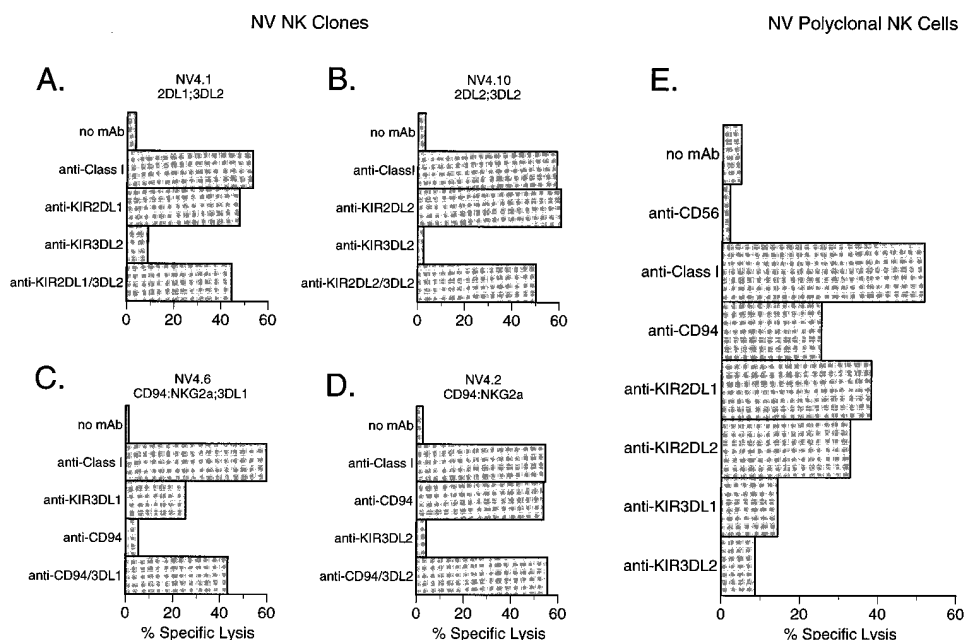 NV NK Clones
NV Polyclonal NK Cells
A.
NV4.1
2DL1;3DL2
no mAb
anti-Class I
anti-KIR2DL1
anti-KIR3DL2
anti-KIR2DL1/3DL2
0 20 40 60
B.
NV4.10
2DL2;3DL2
no mAb
anti-ClassI
anti-KIR2DL2
anti-KIR3DL2
anti-KIR2DL2/3DL2
0 20 40 60
C.
NV4.6
CD94:NKG2a;3DL1
no mAb
anti-Class I
anti-KIR3DL1
anti-CD94
anti-CD94/3DL1
0 20 40 60
% Specific Lysis
D.
NV4.2
CD94:NKG2a
no mAb
anti-Class I
anti-CD94
anti-KIR3DL2
anti-CD94/3DL2
0 20 40 60
% Specific Lysis
E.
no mAb
anti-CD56
anti-Class I
anti-CD94
anti-KIR2DL1
anti-KIR2DL2
anti-KIR3DL1
anti-KIR3DL2
0 20 40 60
% Specific Lysis